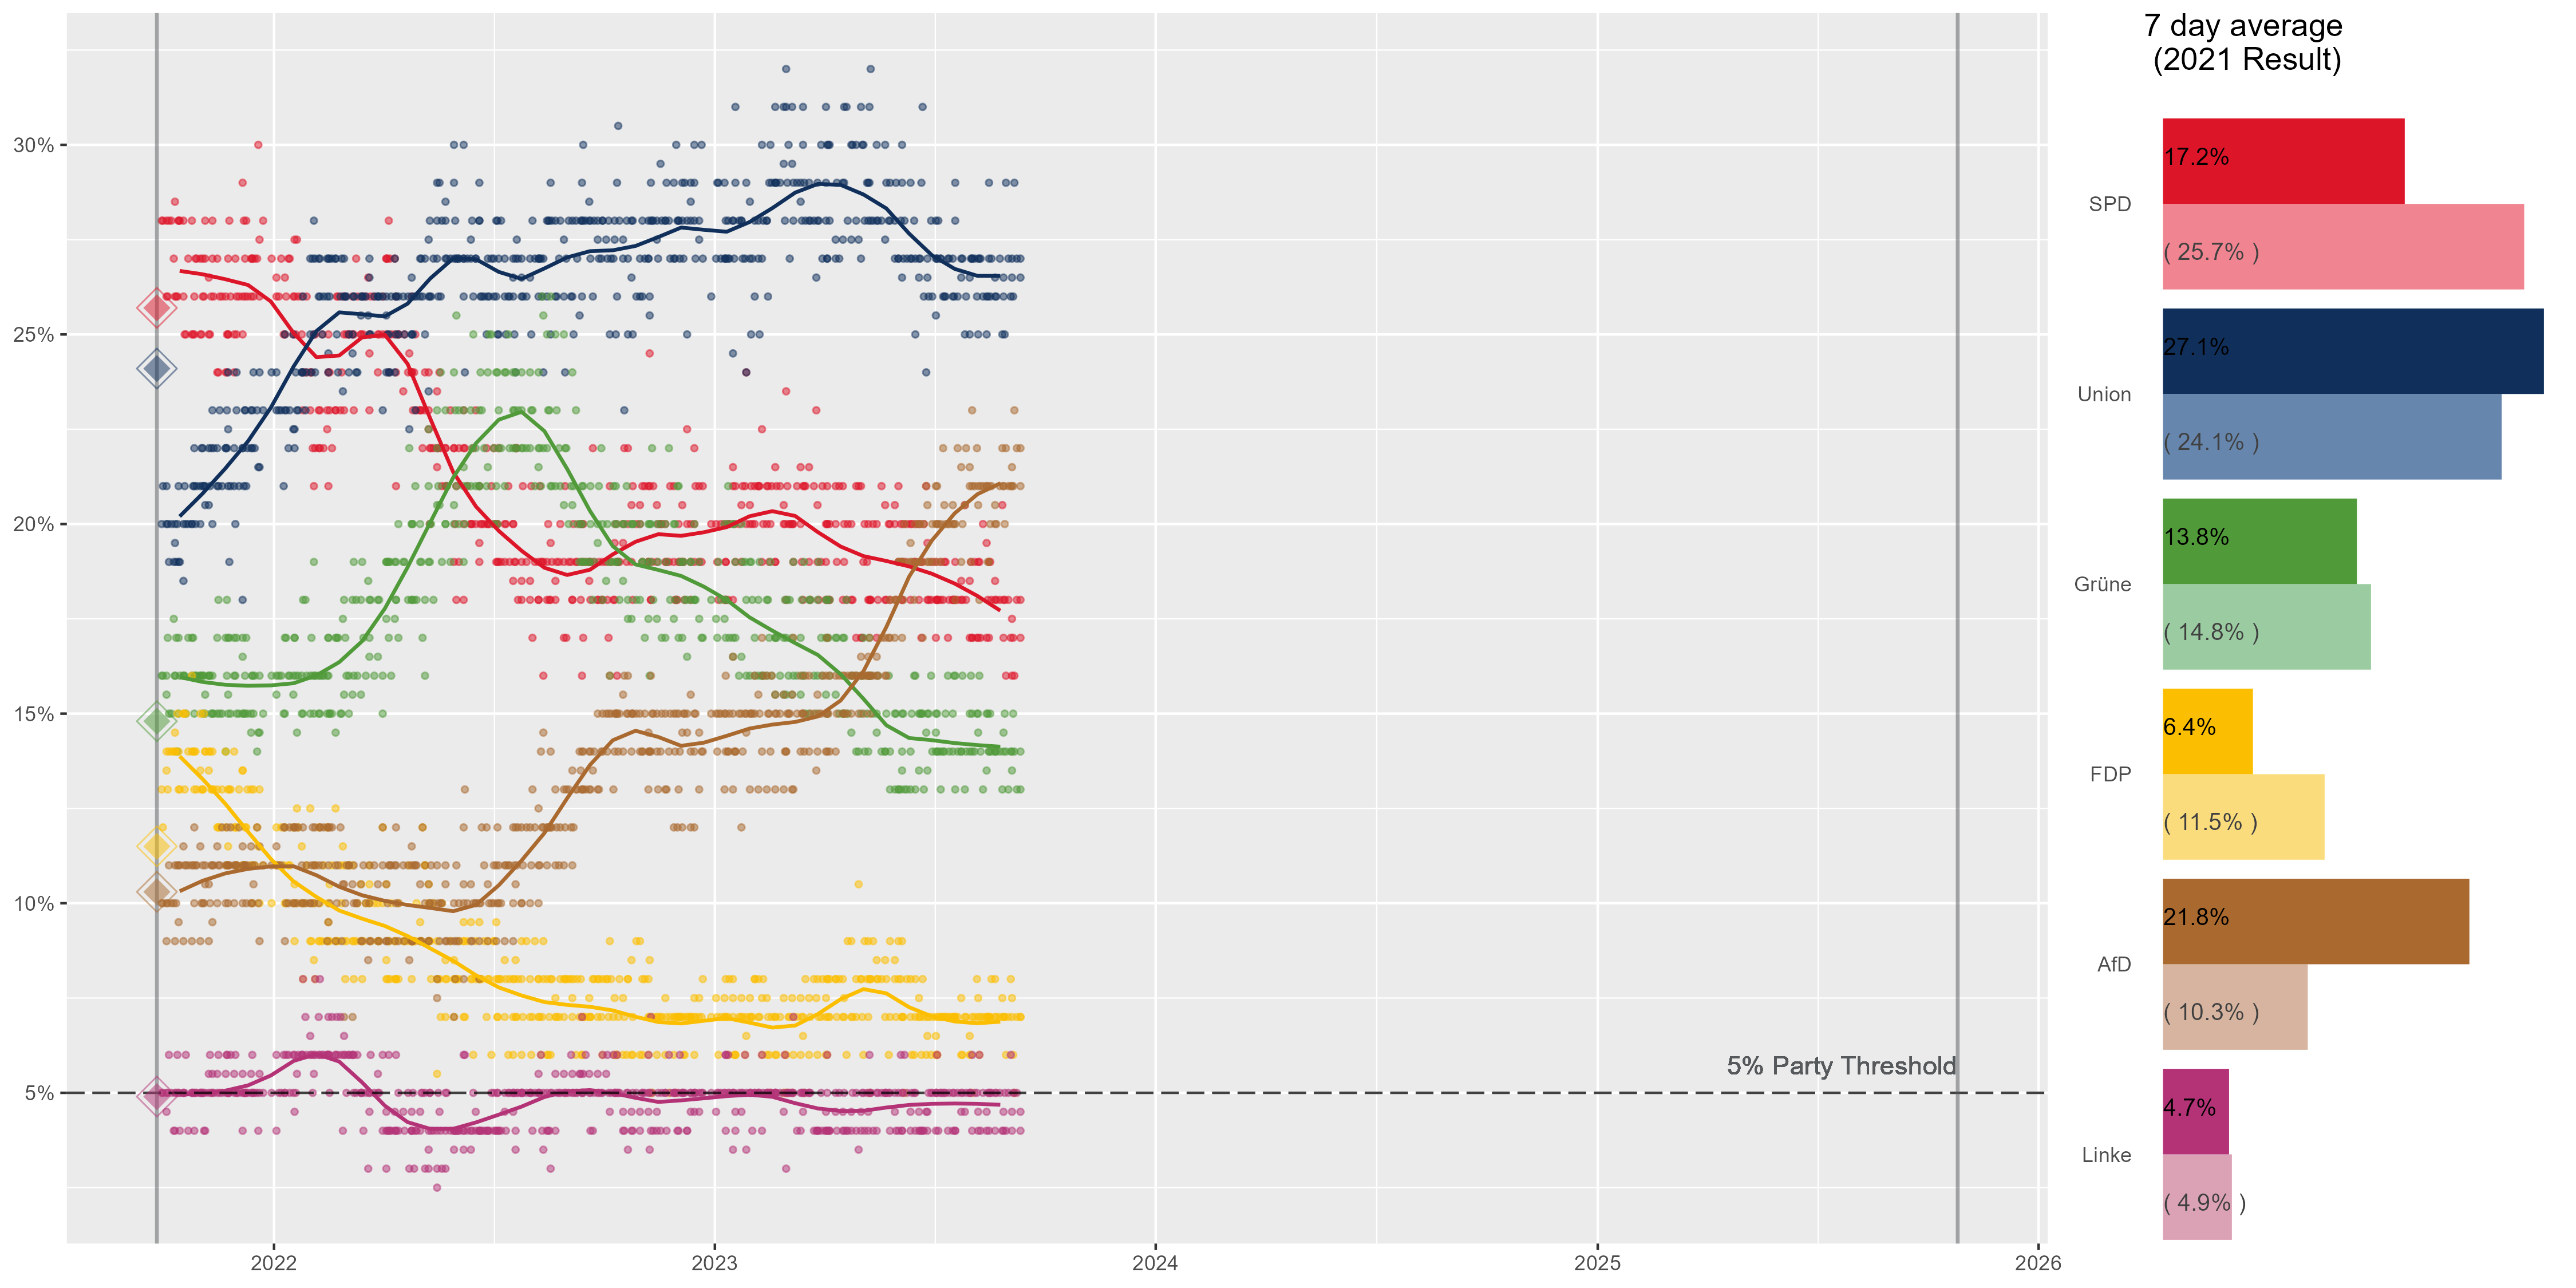 7 day average
(2021 Result)
30%
25%
20%
15%
10%
5%
5% Party Threshold
2022
2023
2024
2025
2026
SPD
17.2%
( 25.7% )
Union
27.1%
( 24.1% )
Grüne
13.8%
( 14.8% )
FDP
6.4%
( 11.5% )
AfD
21.8%
( 10.3% )
Linke
4.7%
( 4.9% )